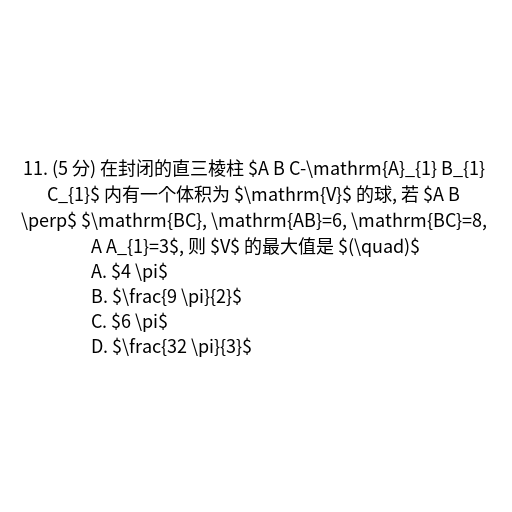 11. (5 分) 在封闭的直三棱柱 $A B C-\mathrm{A}_{1} B_{1}
C_{1}$ 内有一个体积为 $\mathrm{V}$ 的球, 若 $A B
\perp$ $\mathrm{BC}, \mathrm{AB}=6, \mathrm{BC}=8,
A A_{1}=3$, 则 $V$ 的最大值是 $(\quad)$
A. $4 \pi$
B. $\frac{9 \pi}{2}$
C. $6 \pi$
D. $\frac{32 \pi}{3}$